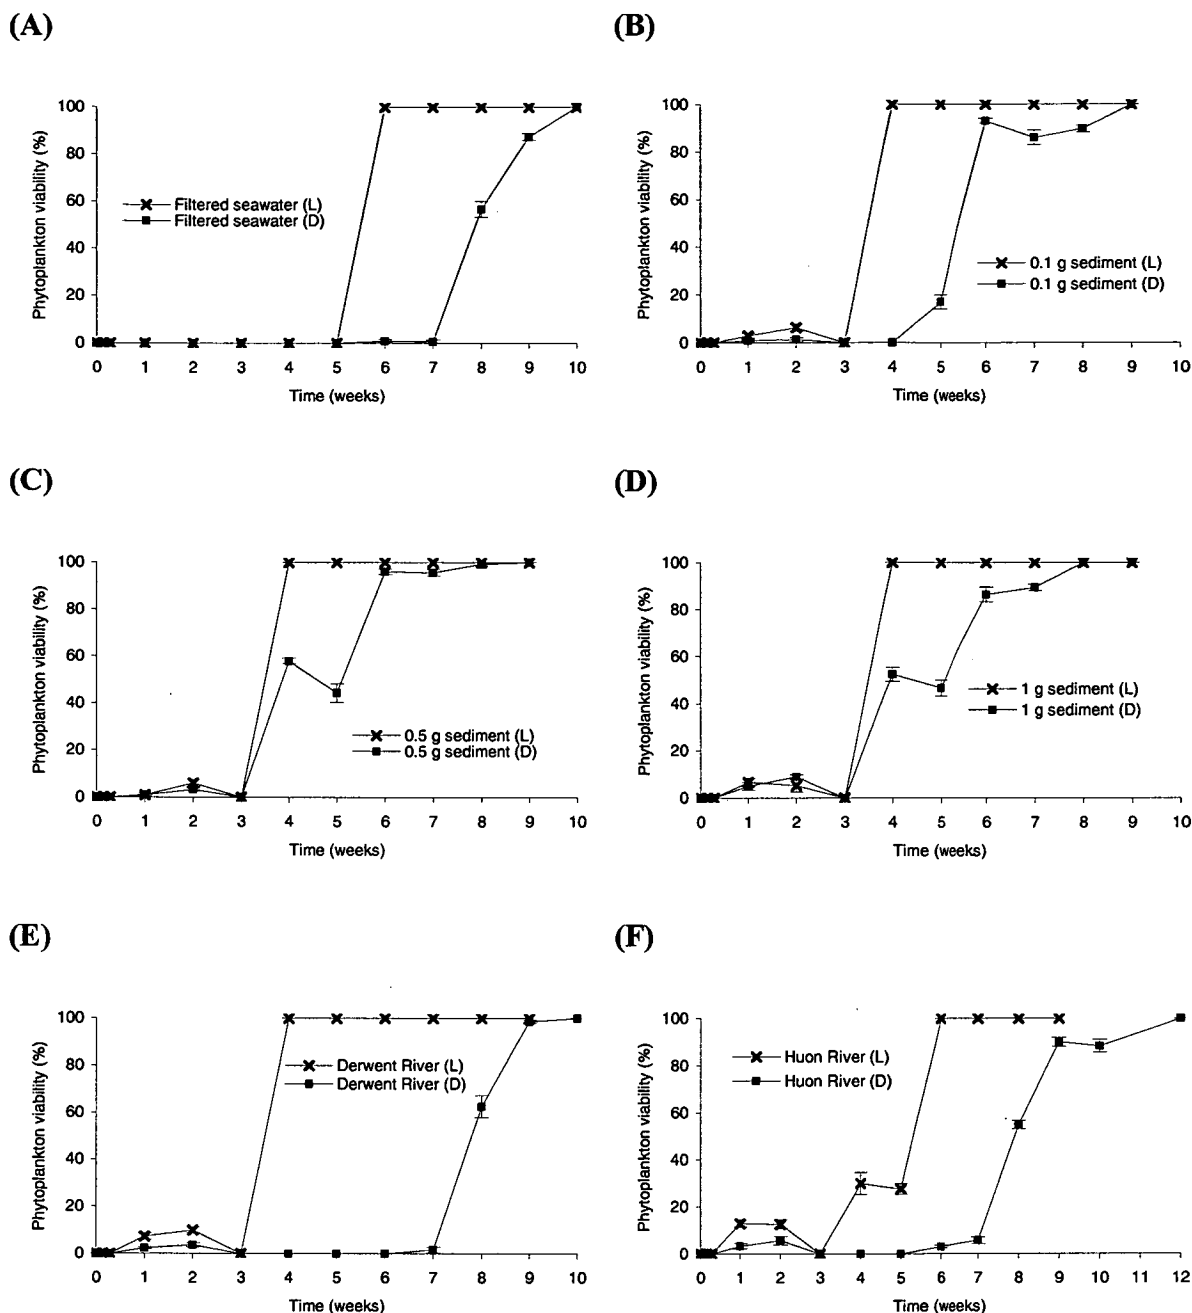 (A)
Phytoplankton viability (%)
100
80
60
40
20
0
Filtered seawater (L)
Filtered seawater (D)
0 1 2 3 4 5 6 7 8 9 10
Time (weeks)
(B)
Phytoplankton viability (%)
100
80
60
40
20
0
0.1 g sediment (L)
0.1 g sediment (D)
0 1 2 3 4 5 6 7 8 9 10
Time (weeks)
(C)
Phytoplankton viability (%)
100
80
60
40
20
0
0.5 g sediment (L)
0.5 g sediment (D)
0 1 2 3 4 5 6 7 8 9 10
Time (weeks)
(D)
Phytoplankton viability (%)
100
80
60
40
20
0
1 g sediment (L)
1 g sediment (D)
0 1 2 3 4 5 6 7 8 9 10
Time (weeks)
(E)
Phytoplankton viability (%)
100
80
60
40
20
0
Derwent River (L)
Derwent River (D)
0 1 2 3 4 5 6 7 8 9 10
Time (weeks)
(F)
Phytoplankton viability (%)
100
80
60
40
20
0
Huon River (L)
Huon River (D)
0 1 2 3 4 5 6 7 8 9 10 11 12
Time (weeks)